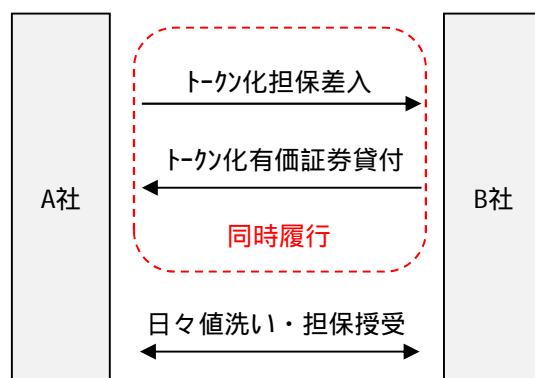 ﾄｰｸﾝ化担保差入
ﾄｰｸﾝ化有価証券貸付
A社
B社
同時履行
日々値洗い・担保授受